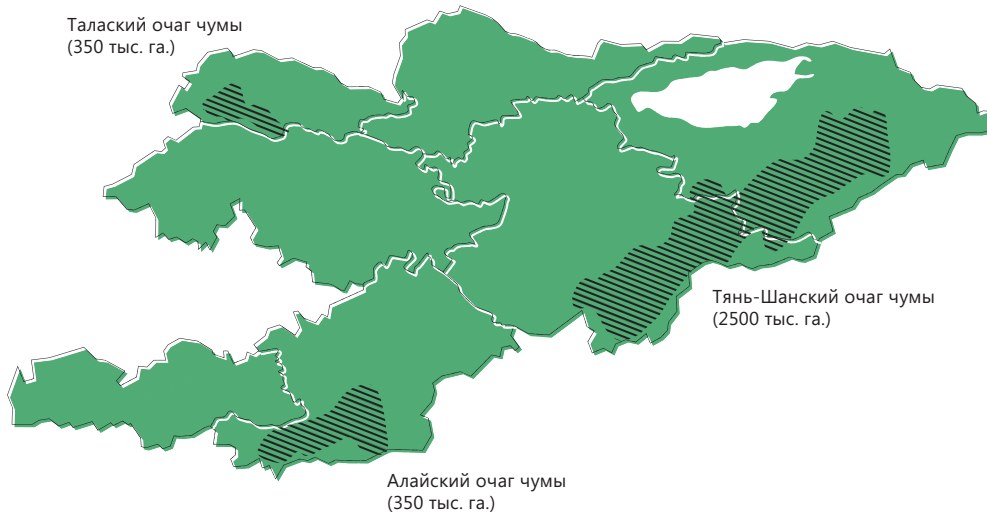 Талаский очаг чумы
(350 тыс. га.)
Тянь-Шанский очаг чумы
(2500 тыс. га.)
Алайский очаг чумы
(350 тыс. га.)